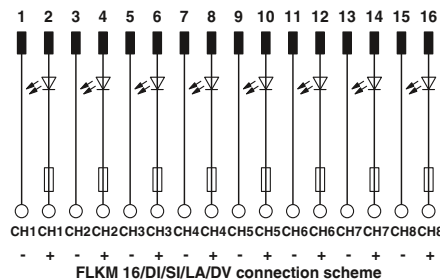 1 2 3 4 5 6 7 8 9 10 11 12 13 14 15 16
CH1 CH1 CH2 CH2 CH3 CH3 CH4 CH4 CH5 CH5 CH6 CH6 CH7 CH7 CH8 CH8
- + - + - + - + - + - + - + - +
FLKM 16/DI/SI/LA/DV connection scheme